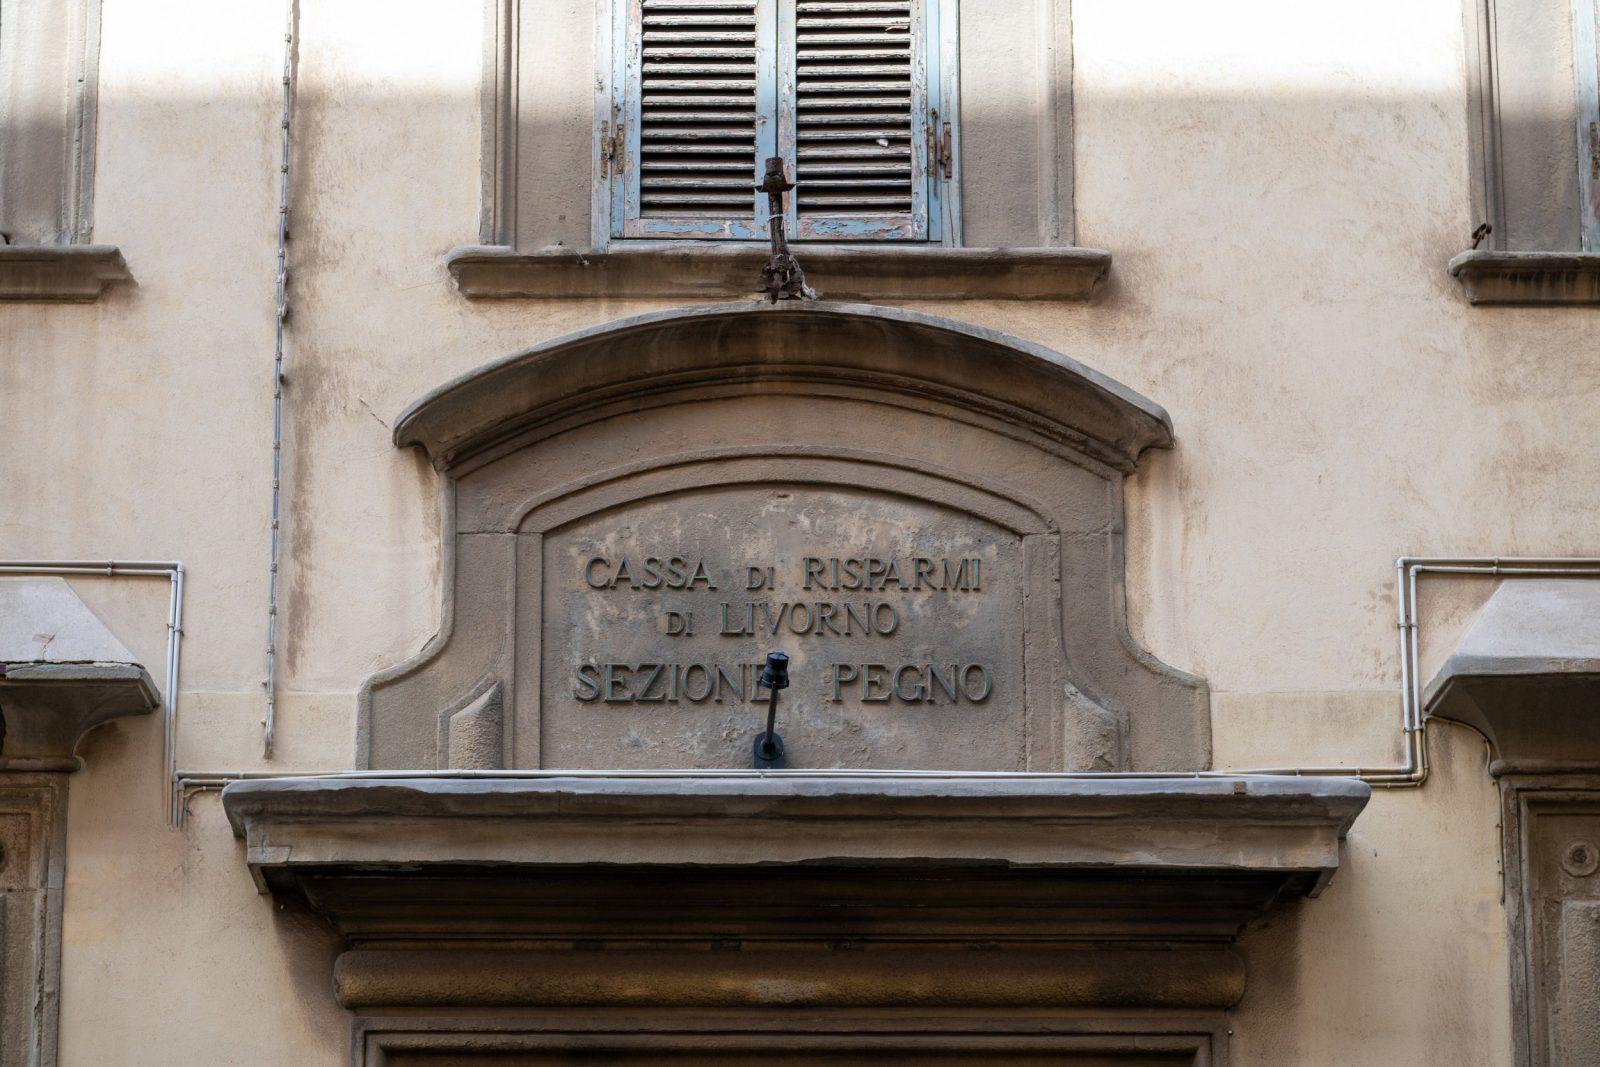 CASSA DI RISPARMI
DI LIVORNO
SEZIONE PEGNO